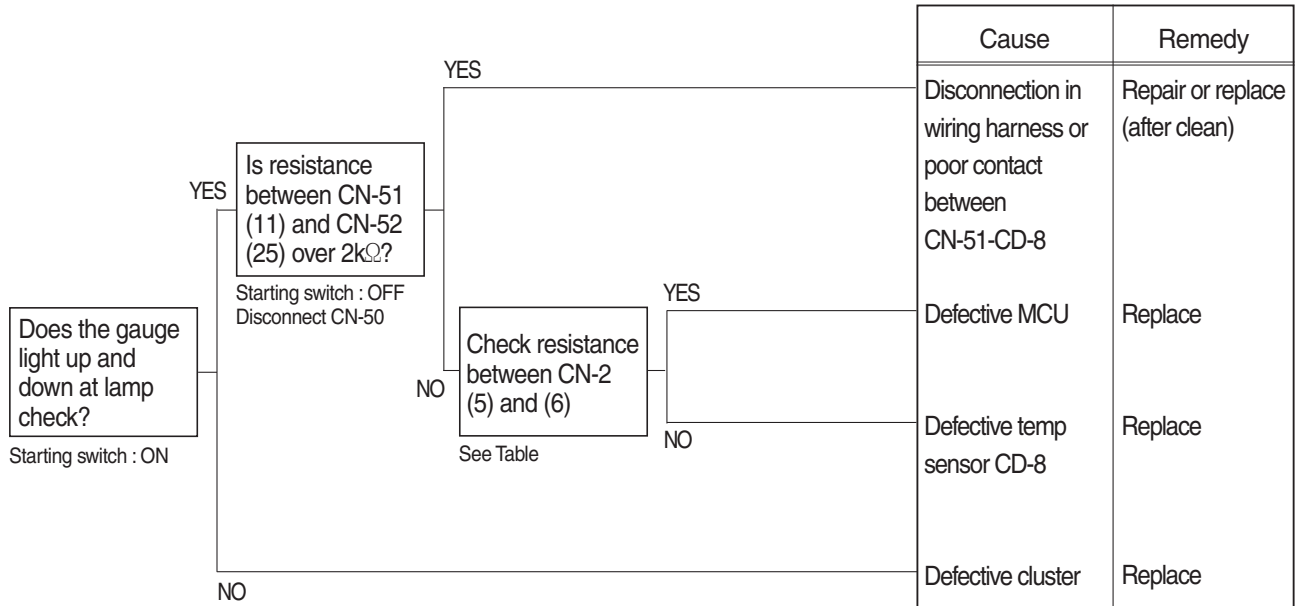 Does the gauge
light up and
down at lamp
check?
Starting switch : ON
YES
NO
Is resistance
between CN-51
(11) and CN-52
(25) over 2kΩ?
Starting switch : OFF
Disconnect CN-50
YES
NO
Check resistance
between CN-2
(5) and (6)
See Table
YES
NO
Cause
Remedy
Disconnection in
wiring harness or
poor contact
between
CN-51-CD-8
Repair or replace
(after clean)
Defective MCU
Replace
Defective temp
sensor CD-8
Replace
Defective cluster
Replace